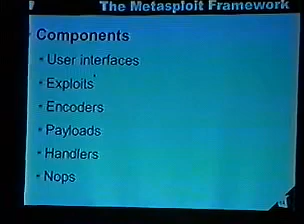 The Metasploit Framework
Components
User interfaces
Exploits
Encoders
Payloads
Handlers
Nops